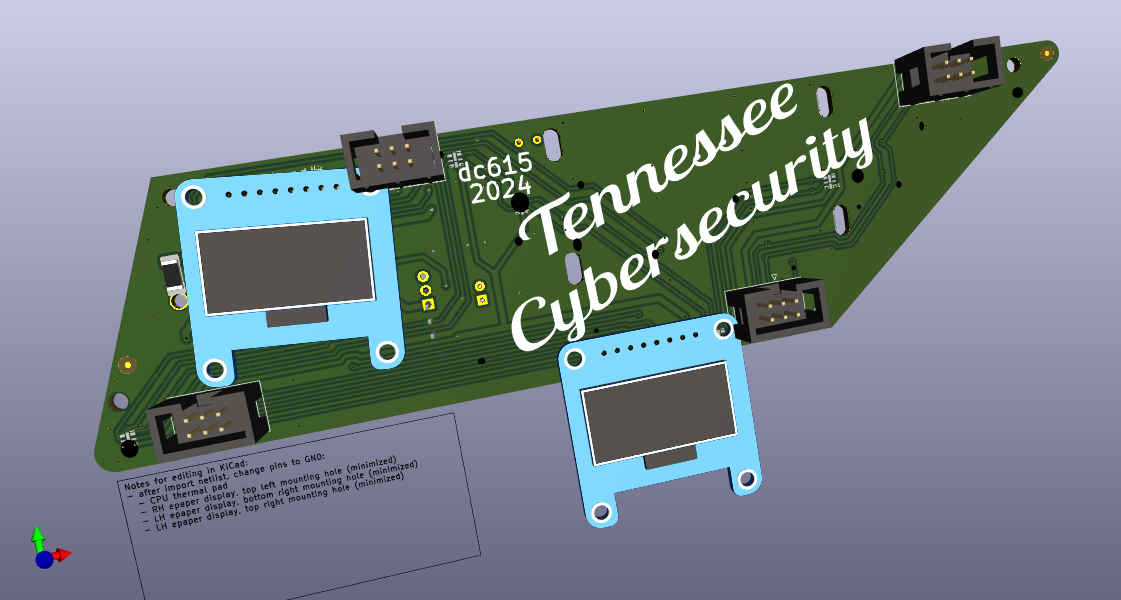 dc615
2024
Tennessee
Cybersecurity
Notes for editing in KiCad:
- after import netlist, change pins to GND:
- CPU thermal pad
- RH epaper display, top left mounting hole (minimized)
- LH epaper display, bottom right mounting hole (minimized)
- LH epaper display, top right mounting hole (minimized)